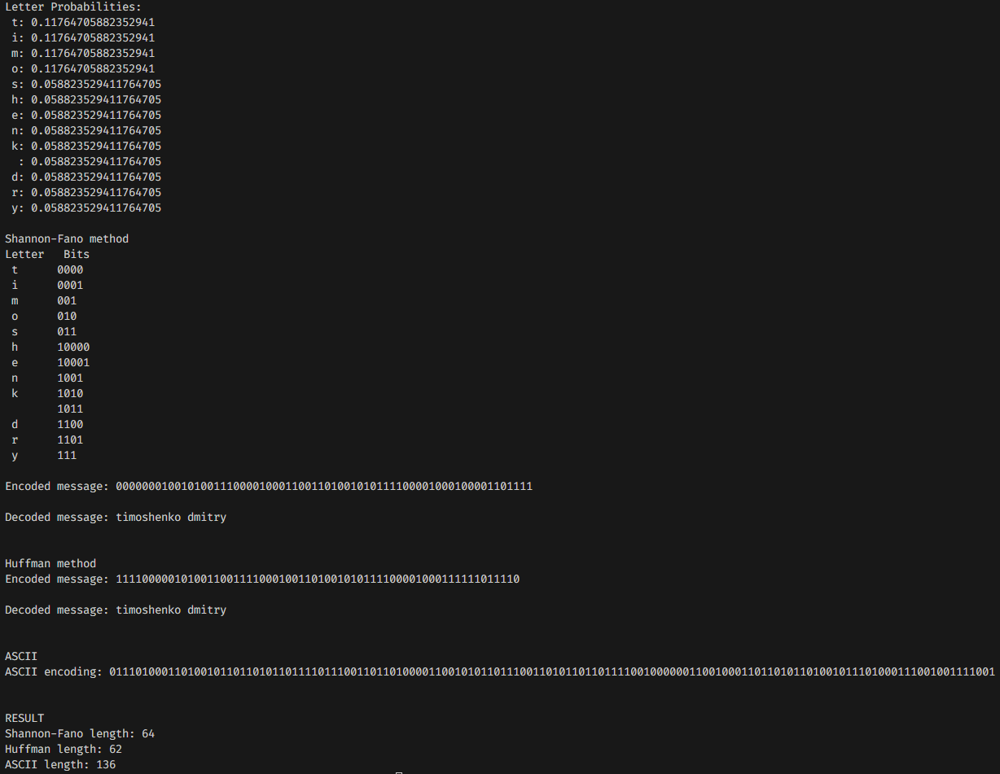 Letter Probabilities:
t: 0.11764705882352941
i: 0.11764705882352941
m: 0.11764705882352941
o: 0.11764705882352941
s: 0.058823529411764705
h: 0.058823529411764705
e: 0.058823529411764705
n: 0.058823529411764705
k: 0.058823529411764705
 : 0.058823529411764705
d: 0.058823529411764705
r: 0.058823529411764705
y: 0.058823529411764705
Shannon-Fano method
Letter   Bits
t      0000
i      0001
m      001
o      010
s      011
h      10000
e      10001
n      1001
k      1010
       1011
d      1100
r      1101
y      111
Encoded message: 0000000100101001110000100011001101001010111100001000100001101111
Decoded message: timoshenko dmitry
Huffman method
Encoded message: 11110000010100110011110001001101001010111100001000111111011110
Decoded message: timoshenko dmitry
ASCII
ASCII encoding: 0111010001101001011011010110111101110011011010000110010101101110011010110110111100100000011001000110110101101001011101000111001001111001
RESULT
Shannon-Fano length: 64
Huffman length: 62
ASCII length: 136